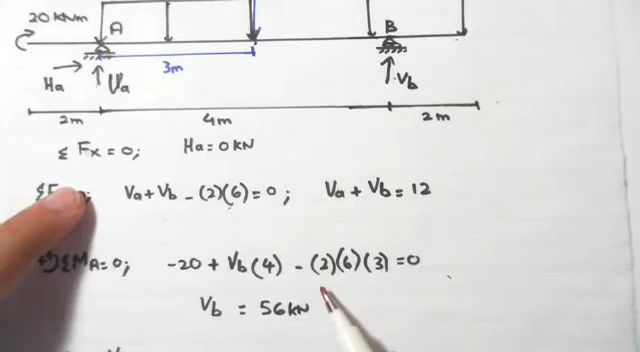 20 KNm
A
B
3m
Ha
Va
Vb
2m
4m
2m
Σ Fx = 0; Ha = 0 KN
Va + Vb - (2)(6) = 0; Va + Vb = 12
ΣMA = 0; -20 + Vb (4) - (2)(6)(3) = 0
Vb = 56 KN